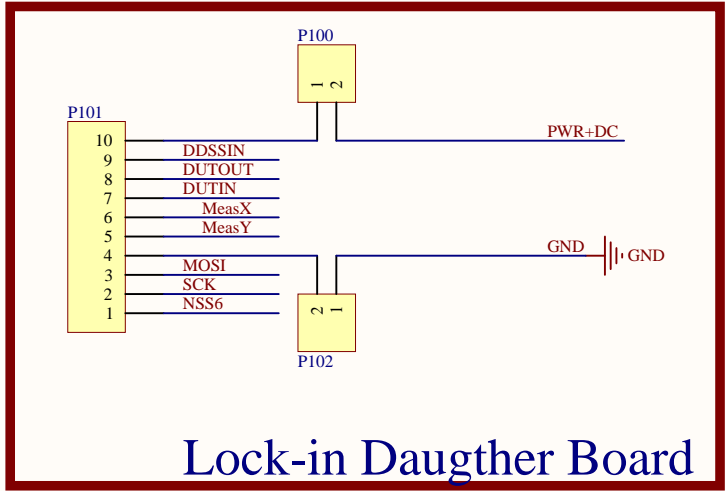 P100
1 2
P101
PWR+DC
10
DDSSIN
9
DUTOUT
8
DUTIN
7
MeasX
6
MeasY
5
4
GND
GND
MOSI
3
SCK
2
NSS6
1
2 1
P102
Lock-in Daugther Board